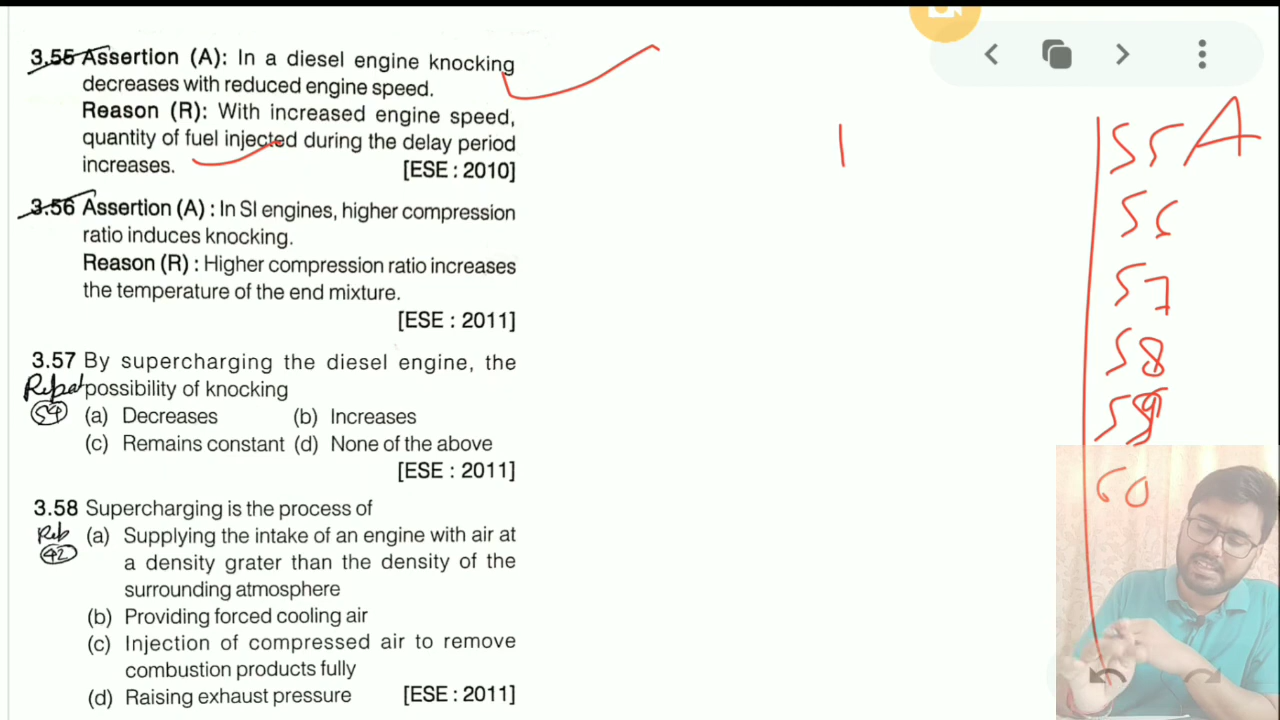 3.55 Assertion (A): In a diesel engine knocking
decreases with reduced engine speed.
Reason (R): With increased engine speed,
quantity of fuel injected during the delay period
increases. [ESE : 2010]
3.56 Assertion (A) : In SI engines, higher compression
ratio induces knocking.
Reason (R) : Higher compression ratio increases
the temperature of the end mixture.
[ESE : 2011]
3.57 By supercharging the diesel engine, the
Repeat possibility of knocking
54 (a) Decreases (b) Increases
(c) Remains constant (d) None of the above
[ESE : 2011]
3.58 Supercharging is the process of
Rep (a) Supplying the intake of an engine with air at
42 a density grater than the density of the
surrounding atmosphere
(b) Providing forced cooling air
(c) Injection of compressed air to remove
combustion products fully
(d) Raising exhaust pressure [ESE : 2011]
55 A
56
57
58
59
60